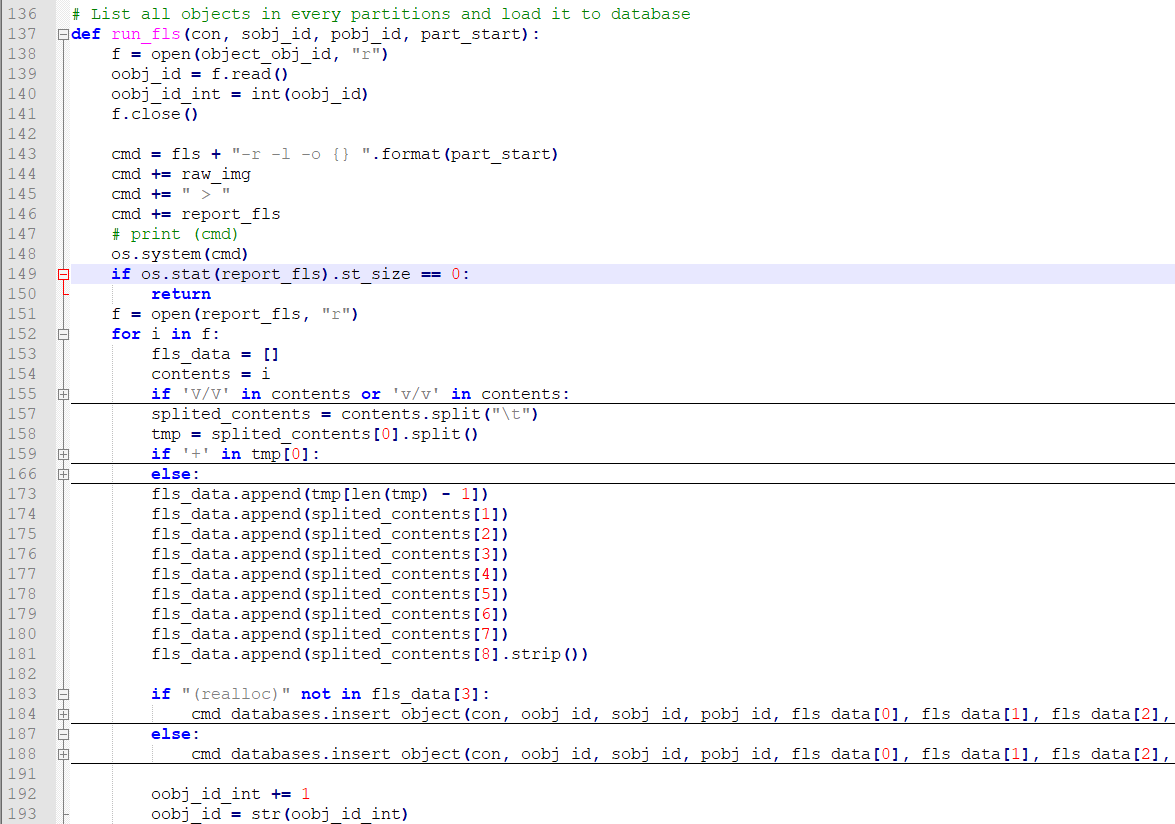 136 # List all objects in every partitions and load it to database
137 def run_fls(con, sobj_id, pobj_id, part_start):
138     f = open(object_obj_id, "r")
139     oobj_id = f.read()
140     oobj_id_int = int(oobj_id)
141     f.close()
142
143     cmd = fls + "-r -l -o {} ".format(part_start)
144     cmd += raw_img
145     cmd += " > "
146     cmd += report_fls
147     # print (cmd)
148     os.system(cmd)
149     if os.stat(report_fls).st_size == 0:
150         return
151     f = open(report_fls, "r")
152     for i in f:
153         fls_data = []
154         contents = i
155         if 'V/V' in contents or 'v/v' in contents:
157         splited_contents = contents.split("\t")
158         tmp = splited_contents[0].split()
159         if '+' in tmp[0]:
166         else:
173         fls_data.append(tmp[len(tmp) - 1])
174         fls_data.append(splited_contents[1])
175         fls_data.append(splited_contents[2])
176         fls_data.append(splited_contents[3])
177         fls_data.append(splited_contents[4])
178         fls_data.append(splited_contents[5])
179         fls_data.append(splited_contents[6])
180         fls_data.append(splited_contents[7])
181         fls_data.append(splited_contents[8].strip())
182
183         if "(realloc)" not in fls_data[3]:
184             cmd_databases.insert_object(con, oobj_id, sobj_id, pobj_id, fls_data[0], fls_data[1], fls_data[2],
187         else:
188             cmd_databases.insert_object(con, oobj_id, sobj_id, pobj_id, fls_data[0], fls_data[1], fls_data[2],
191
192         oobj_id_int += 1
193         oobj_id = str(oobj_id_int)